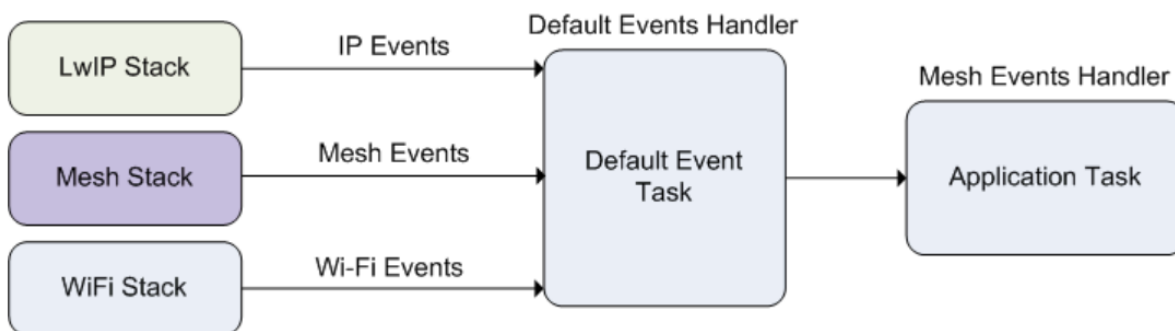 LwIP Stack
IP Events
Default Events Handler
Mesh Events Handler
Mesh Stack
Mesh Events
Default Event
Task
Application Task
WiFi Stack
Wi-Fi Events